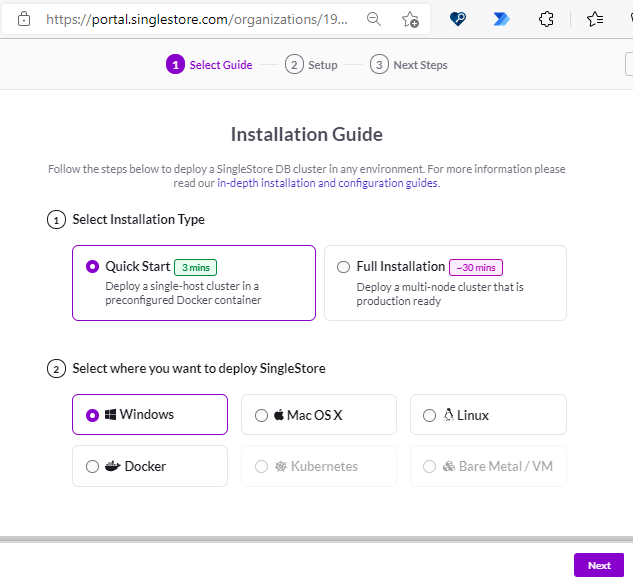 https://portal.singlestore.com/organizations/19...
1 Select Guide 2 Setup 3 Next Steps
Installation Guide
Follow the steps below to deploy a SingleStore DB cluster in any environment. For more information please
read our in-depth installation and configuration guides.
1 Select Installation Type
Quick Start 3 mins
Deploy a single-host cluster in a
preconfigured Docker container
Full Installation ~30 mins
Deploy a multi-node cluster that is
production ready
2 Select where you want to deploy SingleStore
Windows Mac OS X Linux
Docker Kubernetes Bare Metal / VM
Next